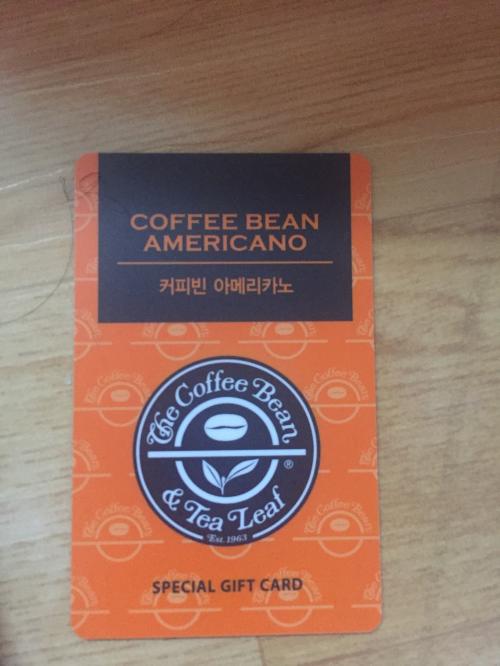 COFFEE BEAN
AMERICANO
커피빈 아메리카노
The Coffee Bean
& Tea Leaf
®
Est. 1963
SPECIAL GIFT CARD